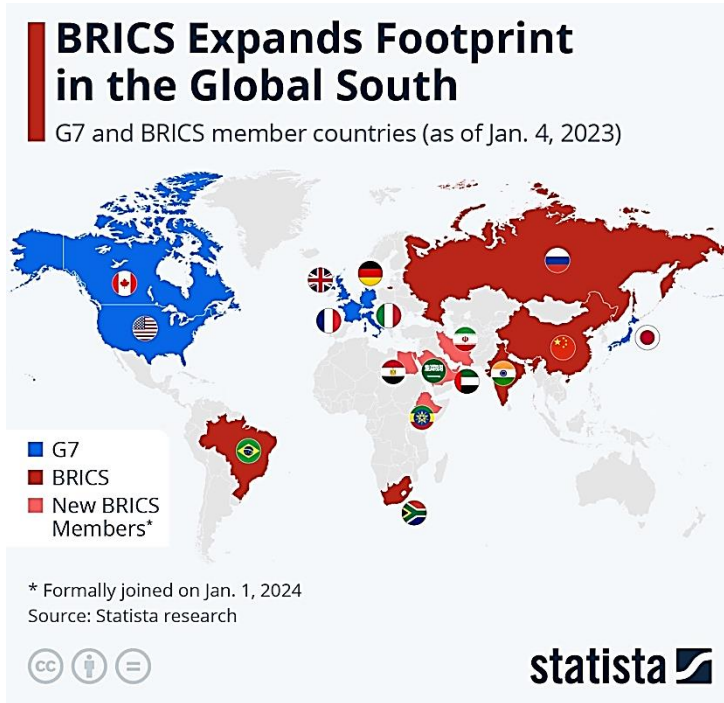 BRICS Expands Footprint
in the Global South
G7 and BRICS member countries (as of Jan. 4, 2023)
G7
BRICS
New BRICS
Members*
* Formally joined on Jan. 1, 2024
Source: Statista research
cc
statista